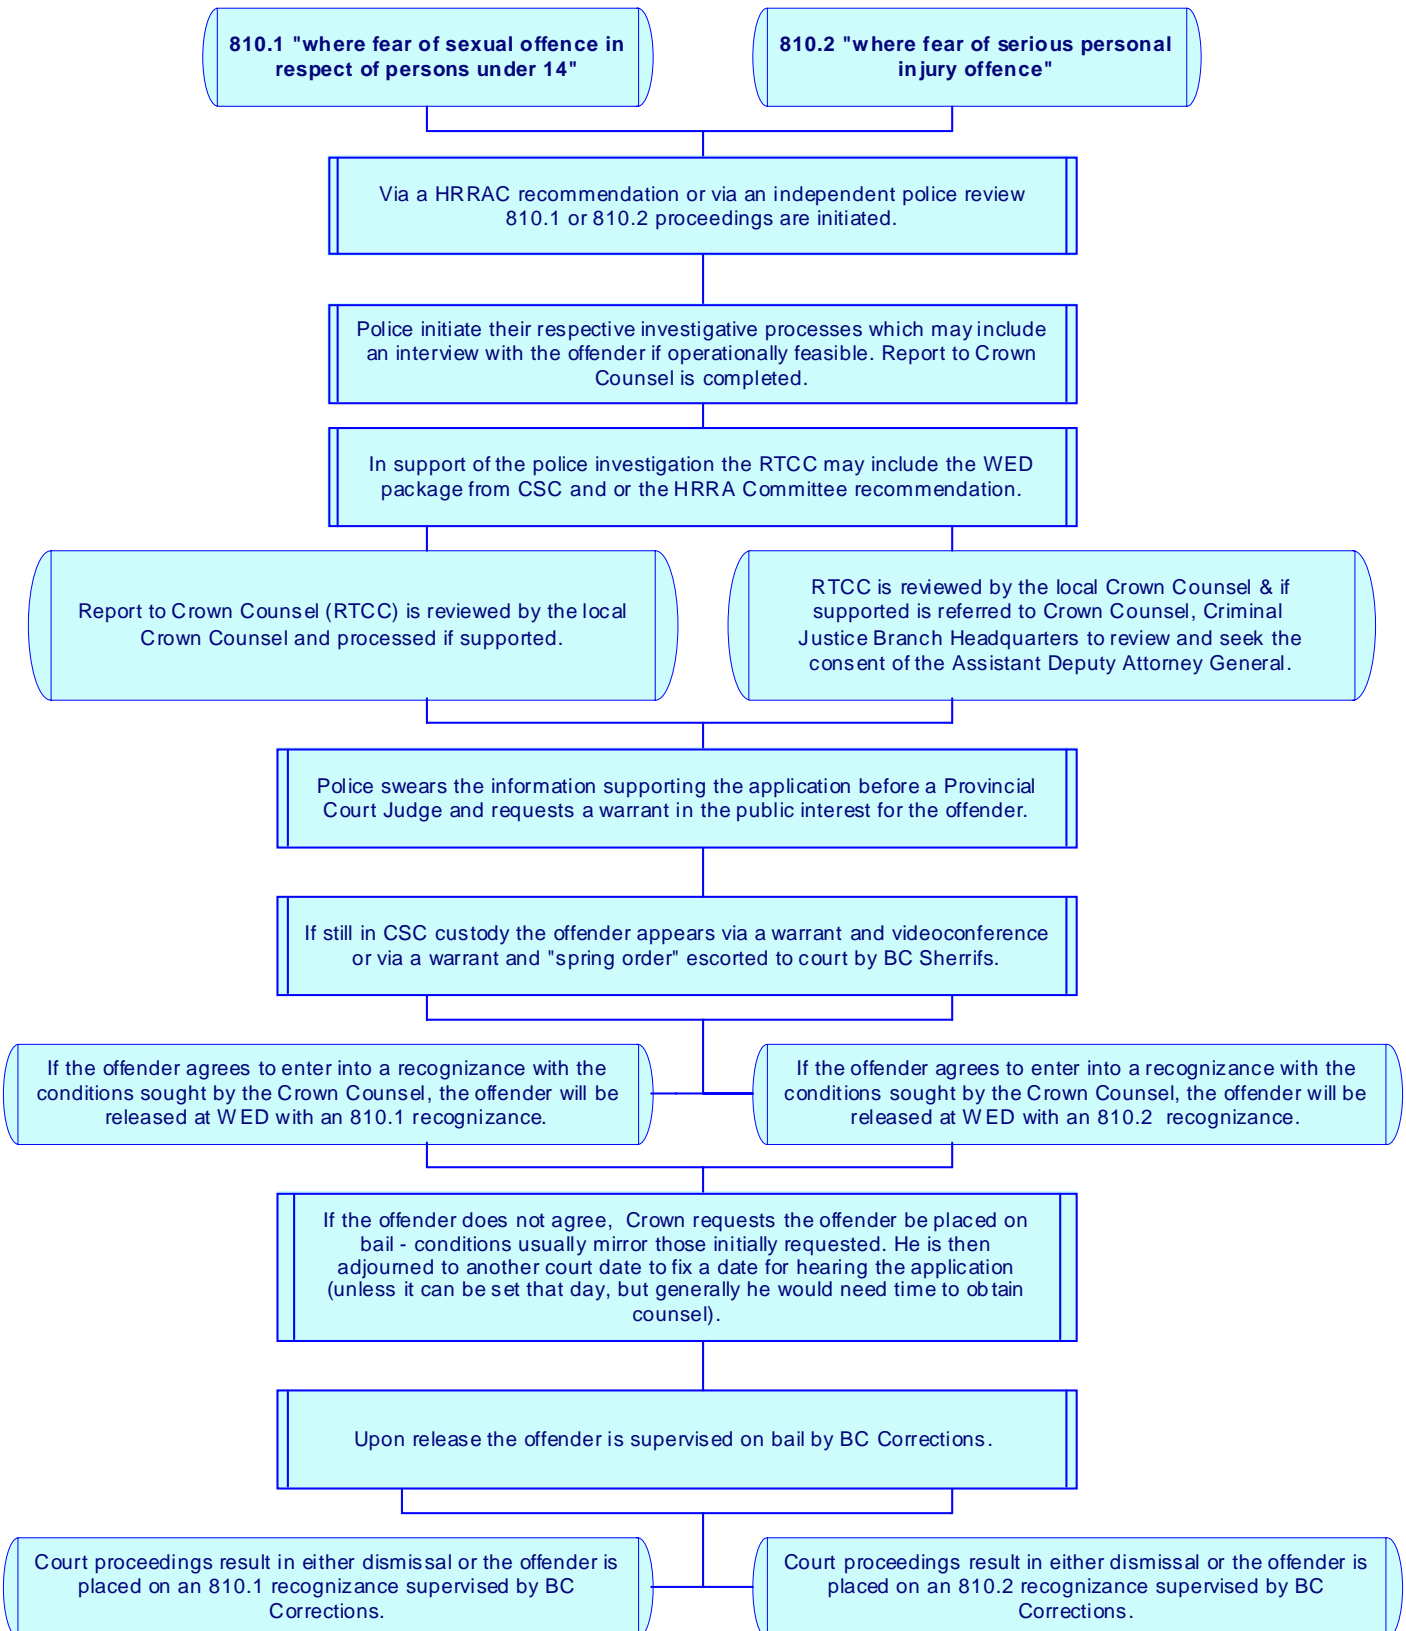 810.1 "where fear of sexual offence in
respect of persons under 14"
810.2 "where fear of serious personal
injury offence"
Via a HRRAC recommendation or via an independent police review
810.1 or 810.2 proceedings are initiated.
Police initiate their respective investigative processes which may include
an interview with the offender if operationally feasible. Report to Crown
Counsel is completed.
In support of the police investigation the RTCC may include the WED
package from CSC and or the HRRA Committee recommendation.
Report to Crown Counsel (RTCC) is reviewed by the local
Crown Counsel and processed if supported.
RTCC is reviewed by the local Crown Counsel & if
supported is referred to Crown Counsel, Criminal
Justice Branch Headquarters to review and seek the
consent of the Assistant Deputy Attorney General.
Police swears the information supporting the application before a Provincial
Court Judge and requests a warrant in the public interest for the offender.
If still in CSC custody the offender appears via a warrant and videoconference
or via a warrant and "spring order" escorted to court by BC Sherrifs.
If the offender agrees to enter into a recognizance with the
conditions sought by the Crown Counsel, the offender will be
released at WED with an 810.1 recognizance.
If the offender agrees to enter into a recognizance with the
conditions sought by the Crown Counsel, the offender will be
released at WED with an 810.2 recognizance.
If the offender does not agree, Crown requests the offender be placed on
bail - conditions usually mirror those initially requested. He is then
adjourned to another court date to fix a date for hearing the application
(unless it can be set that day, but generally he would need time to obtain
counsel).
Upon release the offender is supervised on bail by BC Corrections.
Court proceedings result in either dismissal or the offender is
placed on an 810.1 recognizance supervised by BC
Corrections.
Court proceedings result in either dismissal or the offender is
placed on an 810.2 recognizance supervised by BC
Corrections.